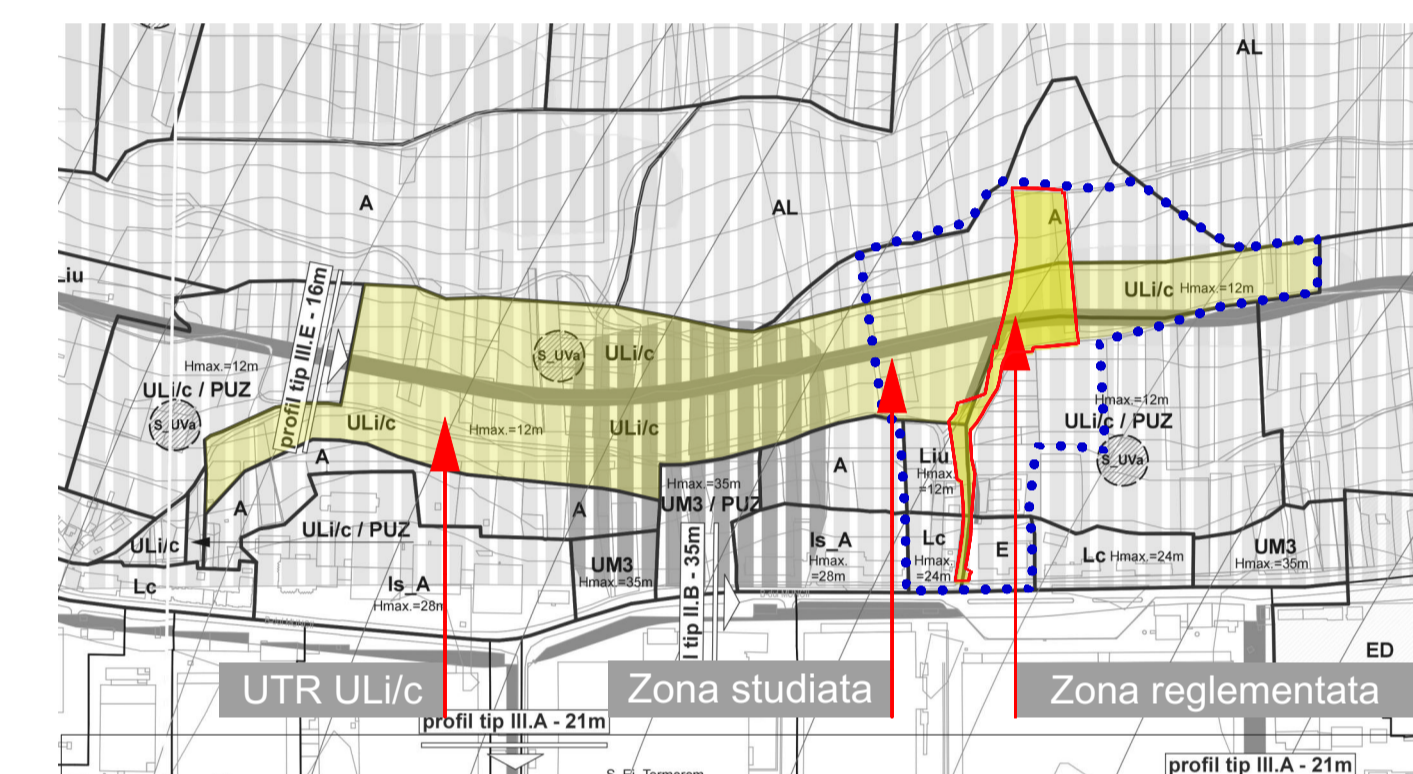 AL
A
AL
A
Liu
profil tip III.E - 16m
ULi/c Hmax.=12m
S_UVa
ULi/c
Hmax.=12m
ULi/c / PUZ
S_UVa
ULi/c
Hmax.=12m
ULi/c
Hmax.=12m
ULi/c / PUZ
S_UVa
A
A
A
A
Liu
Hmax.
=12m
Hmax.=35m
UM3 / PUZ
ULi/c / PUZ
ULi/c
Lc
Is_A
Hmax.=28m
UM3
Hmax.=35m
l tip II.B - 35m
Is_A
Hmax.
=28m
Lc
Hmax.
=24m
E
Lc Hmax.=24m
UM3
Hmax.=35m
ED
UTR ULi/c
Zona studiata
Zona reglementata
profil tip III.A - 21m
profil tip III.A - 21m